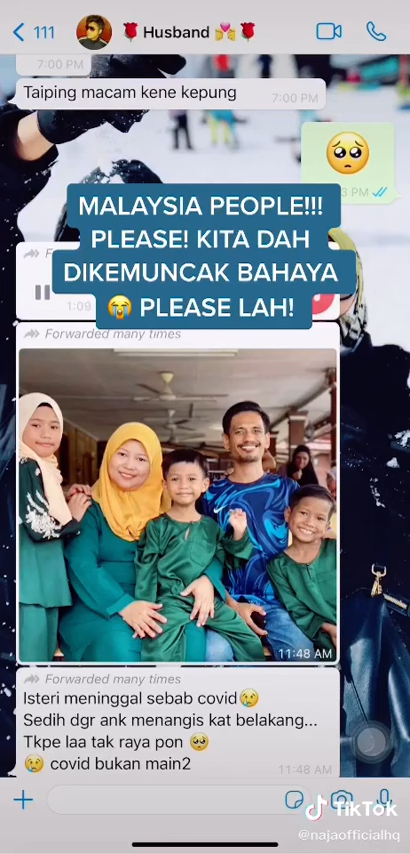 111
🌹 Husband 💏🌹
7:00 PM
Taiping macam kene kepung
7:00 PM
🥺
PM
MALAYSIA PEOPLE!!!
PLEASE! KITA DAH
DIKEMUNCAK BAHAYA
😭 PLEASE LAH!
1:09
Forwarded many times
11:48 AM
Forwarded many times
Isteri meninggal sebab covid😢
Sedih dgr ank menangis kat belakang...
Tkpe laa tak raya pon 🥺
😢 covid bukan main2
11:48 AM
TikTok
@najaofficialhq